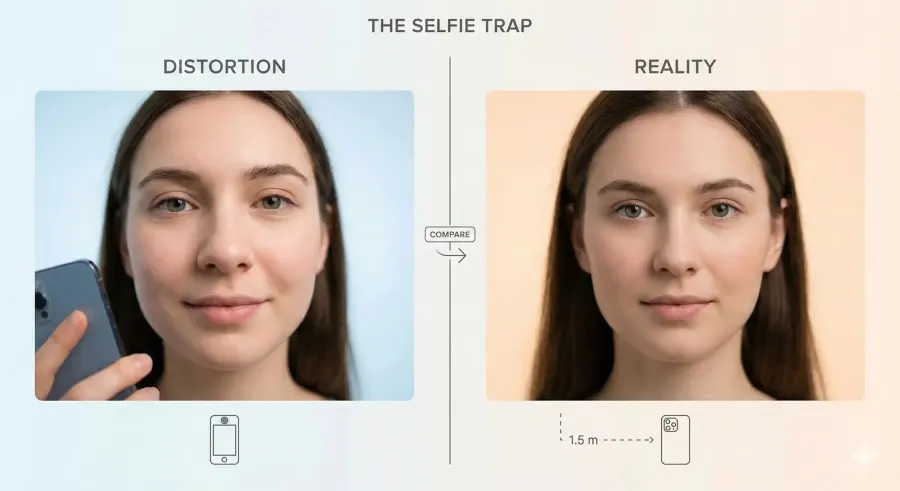 THE SELFIE TRAP
DISTORTION
REALITY
COMPARE
1.5 m